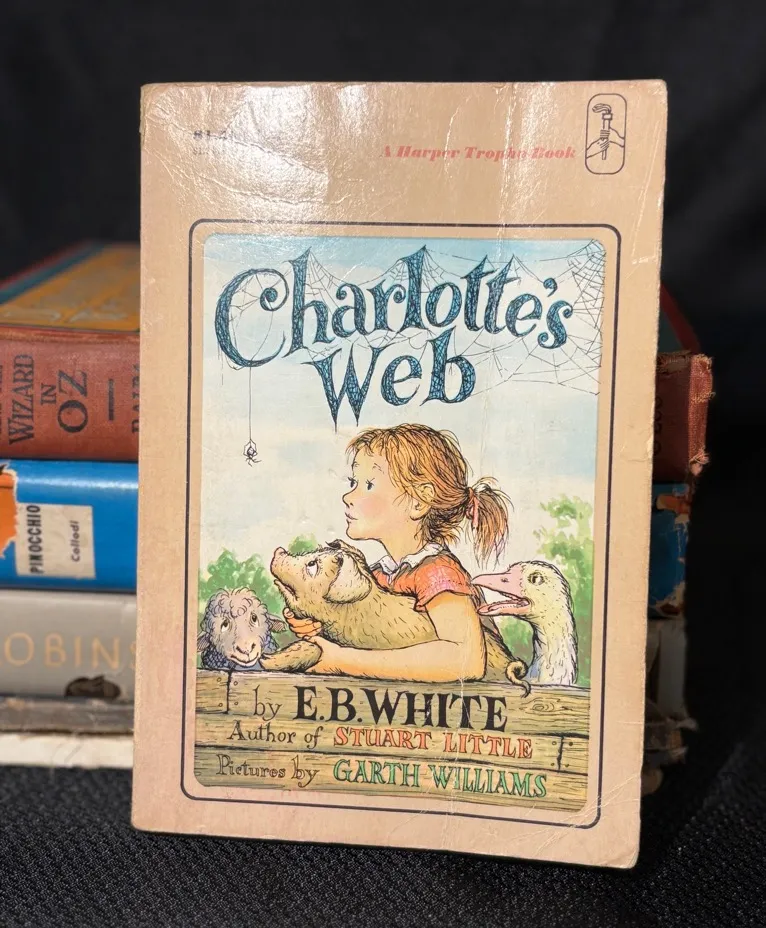 A Harper Trophy Book
Charlotte's
Web
by E.B. WHITE
Author of STUART LITTLE
Pictures by GARTH WILLIAMS
WIZARD
IN
OZ
PINOCCHIO
Collodi